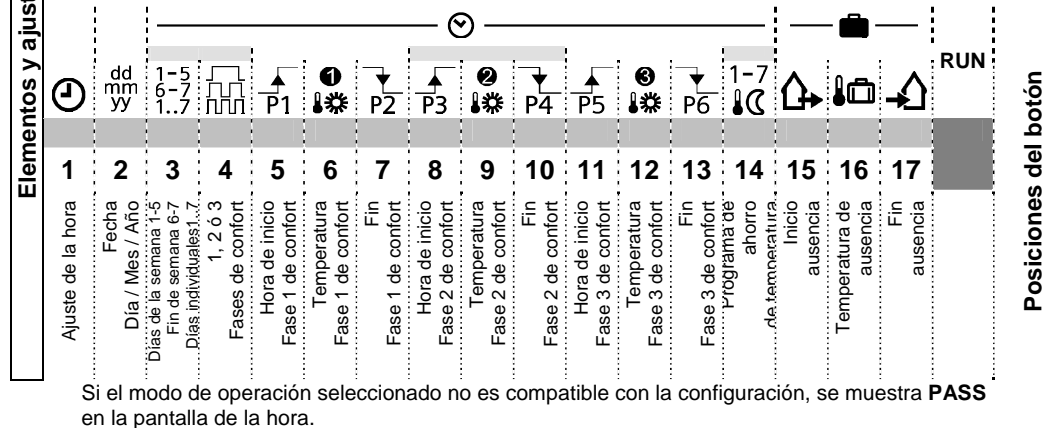 Elementos y ajust
dd
mm
yy
1-5
6-7
1..7
P1
1
P2
P3
2
P4
P5
3
P6
1-7
RUN
1 2 3 4 5 6 7 8 9 10 11 12 13 14 15 16 17
Ajuste de la hora
Fecha
Día / Mes / Año
Días de la semana 1-5
Fin de semana 6-7
Días individuales1..7
1, 2 ó 3
Fases de confort
Hora de inicio
Fase 1 de confort
Temperatura
Fase 1 de confort
Fin
Fase 1 de confort
Hora de inicio
Fase 2 de confort
Temperatura
Fase 2 de confort
Fin
Fase 2 de confort
Hora de inicio
Fase 3 de confort
Temperatura
Fase 3 de confort
Fin
Fase 3 de confort
Programa de
ahorro
de temperatura
Inicio
ausencia
Temperatura de
ausencia
Fin
ausencia
Posiciones del botón
Si el modo de operación seleccionado no es compatible con la configuración, se muestra PASS
en la pantalla de la hora.